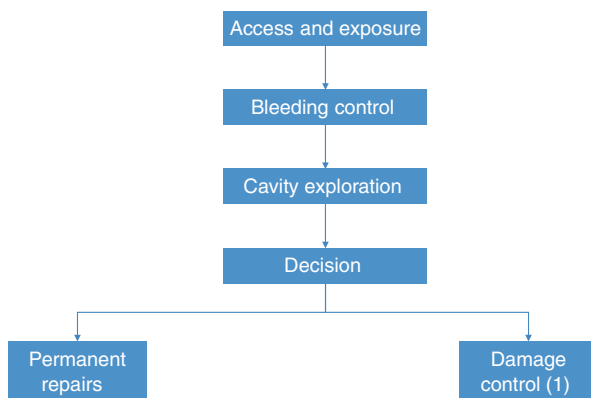 Access and exposure
Bleeding control
Cavity exploration
Decision
Permanent
repairs
Damage
control (1)